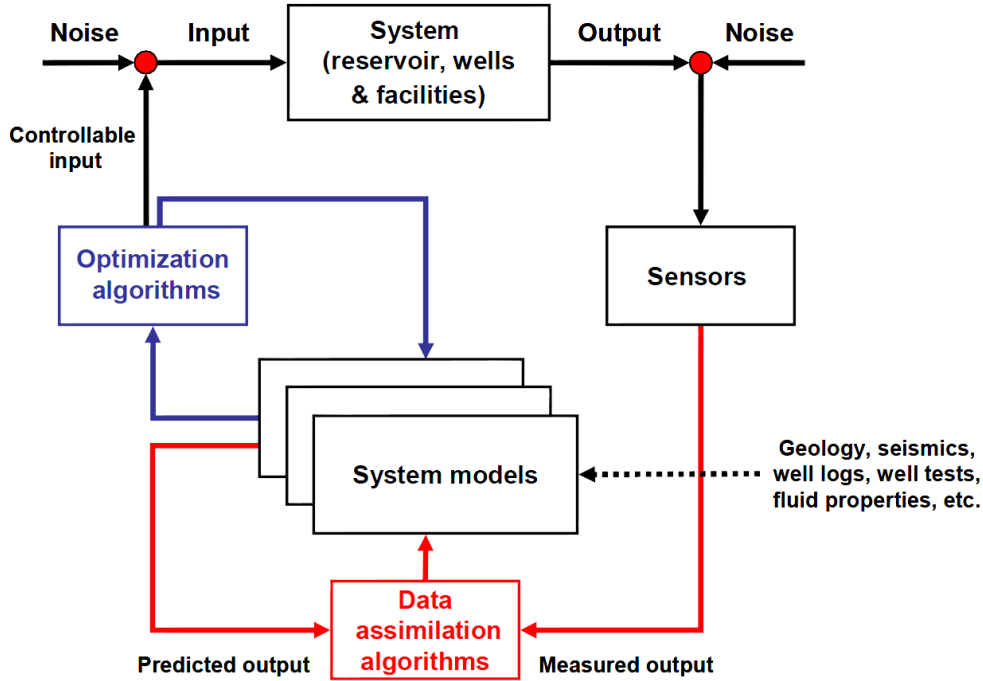 Noise
Input
System
(reservoir, wells
& facilities)
Output
Noise
Controllable
input
Optimization
algorithms
Sensors
System models
Geology, seismics,
well logs, well tests,
fluid properties, etc.
Data
assimilation
algorithms
Predicted output
Measured output